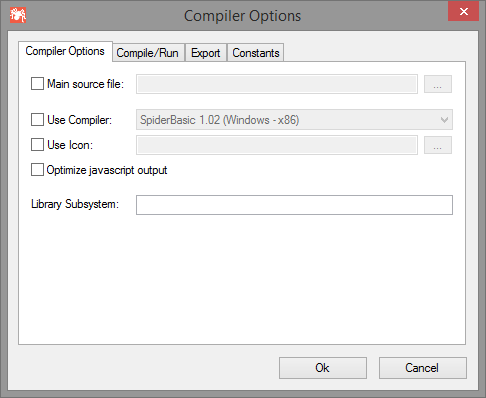 Compiler Options
Compiler Options Compile/Run Export Constants
Main source file: ...
Use Compiler: SpiderBasic 1.02 (Windows - x86)
Use Icon: ...
Optimize javascript output
Library Subsystem:
Ok Cancel